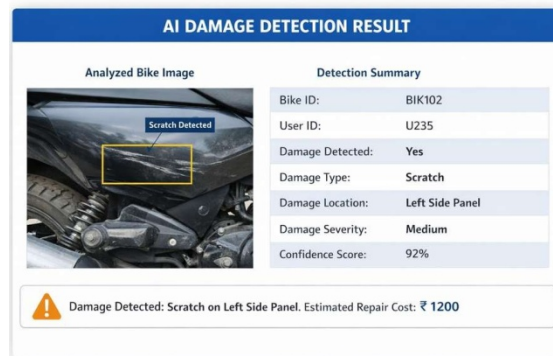 AI DAMAGE DETECTION RESULT
Analyzed Bike Image
Scratch Detected
Detection Summary
Bike ID: BIK102
User ID: U235
Damage Detected: Yes
Damage Type: Scratch
Damage Location: Left Side Panel
Damage Severity: Medium
Confidence Score: 92%
Damage Detected: Scratch on Left Side Panel. Estimated Repair Cost: ₹ 1200